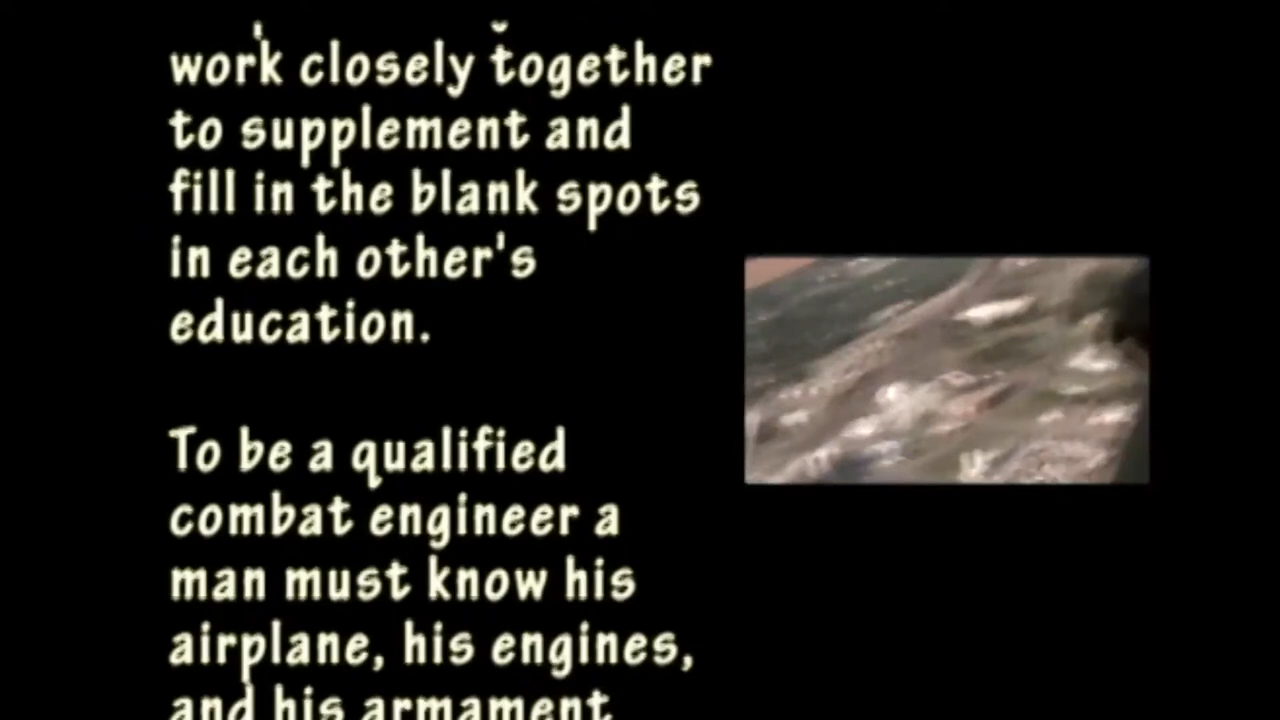 work closely together
to supplement and
fill in the blank spots
in each other's
education.
To be a qualified
combat engineer a
man must know his
airplane, his engines,
and his armament